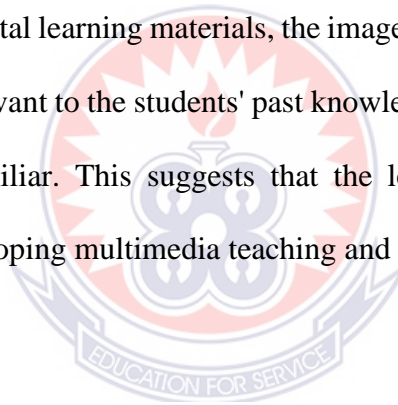 tal learning materials, the image
vant to the students' past knowle
iliar. This suggests that the le
oping multimedia teaching and
EDUCATION FOR SERVICE